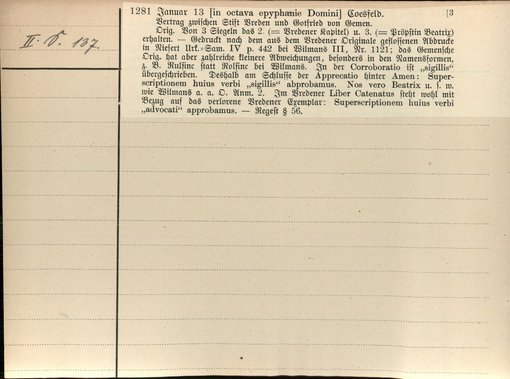 1281 Januar 13 [in octava epyphanie Domini] Coesfeld. [3
Vertrag zwischen Stift Vreden und Gotfried von Gemen.
Orig. Von 3 Siegeln das 2. (= Vredener Kapitel) u. 3. (= Pröpstin Beatrix)
erhalten. — Gedruckt nach dem aus dem Vredener Originale geflossenen Abdrucke
in Niesert Urk.-Sam. IV p. 442 bei Wilmans III, Nr. 1121; das Gemensche
Orig. hat aber zahlreiche kleinere Abweichungen, besonders in den Namensformen,
z. B. Rulfinc statt Rolfinc bei Wilmans. In der Corroboratio ist „sigillis“
übergeschrieben. Deshalb am Schlusse der Apprecatio hinter Amen: Super-
scriptionem huius verbi „sigillis“ approbamus. Nos vero Beatrix u. s. w.
wie Wilmans a. a. O. Anm. 2. Im Vredener Liber Catenatus steht wohl mit
Bezug auf das verlorene Vredener Exemplar: Superscriptionem huius verbi
„advocati“ approbamus. — Regest § 56.
II. 137.